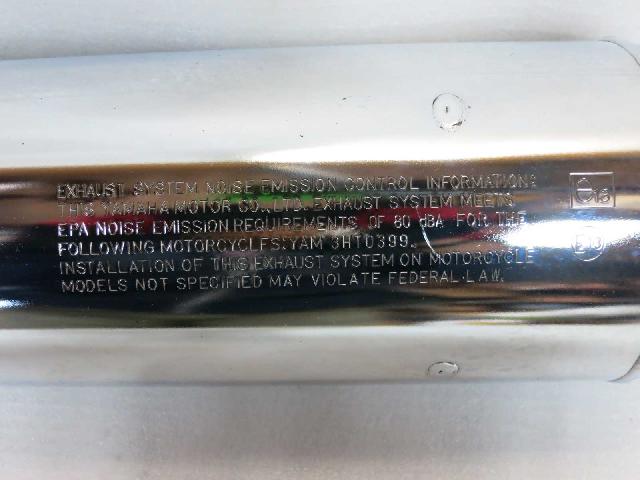 EXHAUST SYSTEM NOISE EMISSION CONTROL INFORMATION:
THIS YAMAHA MOTOR CO.,LTD. EXHAUST SYSTEM MEETS
EPA NOISE EMISSION REQUIREMENTS OF 80 dBA FOR THE
FOLLOWING MOTORCYCLES:YAM 3HT0399.
INSTALLATION OF THIS EXHAUST SYSTEM ON MOTORCYCLE
MODELS NOT SPECIFIED MAY VIOLATE FEDERAL LAW.
e13
E13